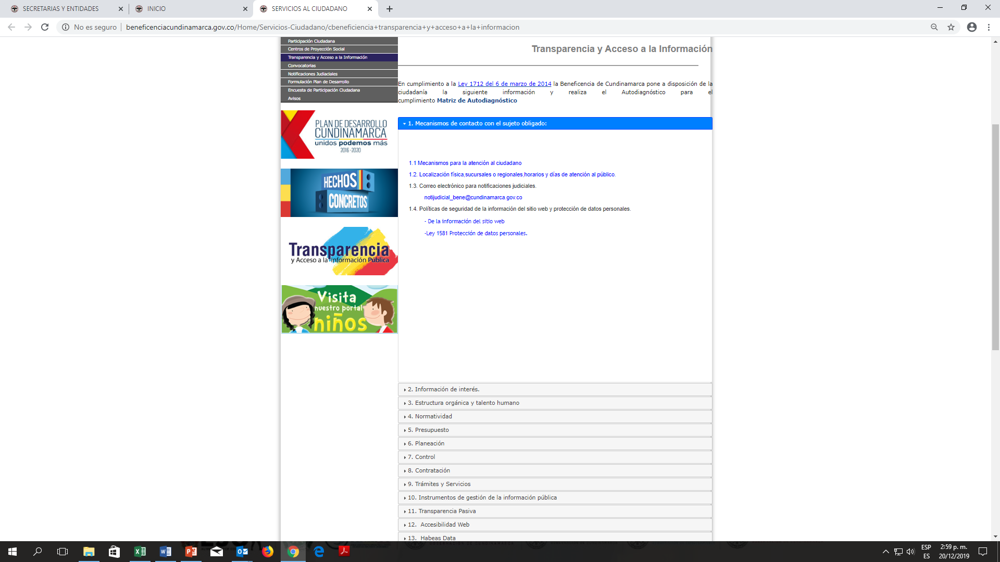 SECRETARIAS Y ENTIDADES
INICIO
SERVICIOS AL CIUDADANO
No es seguro
beneficenciacundinamarca.gov.co/Home/Servicios-Ciudadano/cbeneficiencia+transparencia+y+acceso+a+la+informacion
Participación Ciudadana
Centros de Proyección Social
Transparencia y Acceso a la Información
Convocatorias
Notificaciones Judiaciales
Formulación Plan de Desarrollo
Encuesta de Participación Ciudadana
Avisos
PLAN DE DESARROLLO
CUNDINAMARCA
unidos podemos más
2016-2020
HECHOS
CONCRETOS
Transparencia
y Acceso a la Información Pública
Visita
nuestro portal
niños
Transparencia y Acceso a la Información
En cumplimiento a la Ley 1712 del 6 de marzo de 2014 la Beneficencia de Cundinamarca pone a disposición de la
ciudadanía la siguiente información y realiza el Autodiagnóstico para el
cumplimiento Matriz de Autodiagnóstico
1. Mecanismos de contacto con el sujeto obligado:
1.1 Mecanismos para la atención al ciudadano
1.2. Localización física,sucursales o regionales,horarios y días de atención al público.
1.3. Correo electrónico para notificaciones judiciales.
notijudicial_bene@cundinamarca.gov.co
1.4. Políticas de seguridad de la información del sitio web y protección de datos personales.
- De la información del sitio web
-Ley 1581 Protección de datos personales.
2. Información de interés.
3. Estructura orgánica y talento humano
4. Normatividad
5. Presupuesto
6. Planeación
7. Control
8. Contratación
9. Trámites y Servicios
10. Instrumentos de gestión de la información pública
11. Transparencia Pasiva
12. Accesibilidad Web
13. Habeas Data
ESP
ES
2:59 p. m.
20/12/2019